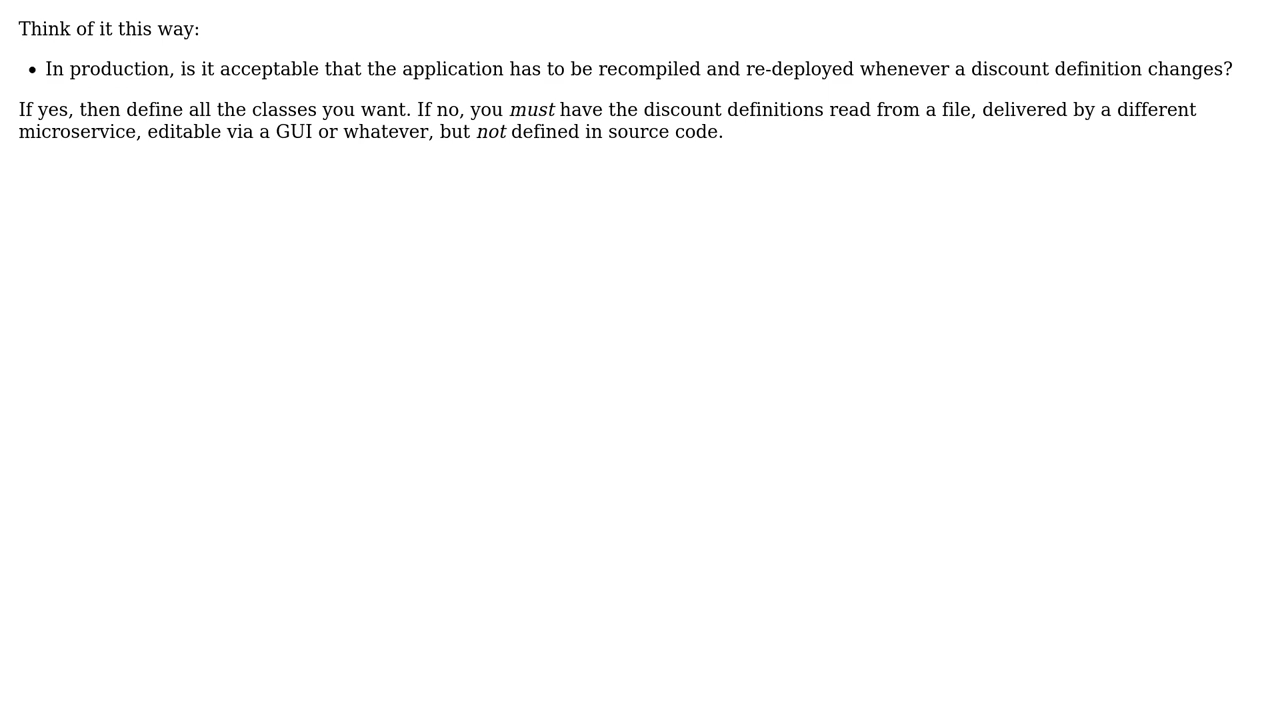 Think of it this way:
• In production, is it acceptable that the application has to be recompiled and re-deployed whenever a discount definition changes?
If yes, then define all the classes you want. If no, you must have the discount definitions read from a file, delivered by a different
microservice, editable via a GUI or whatever, but not defined in source code.